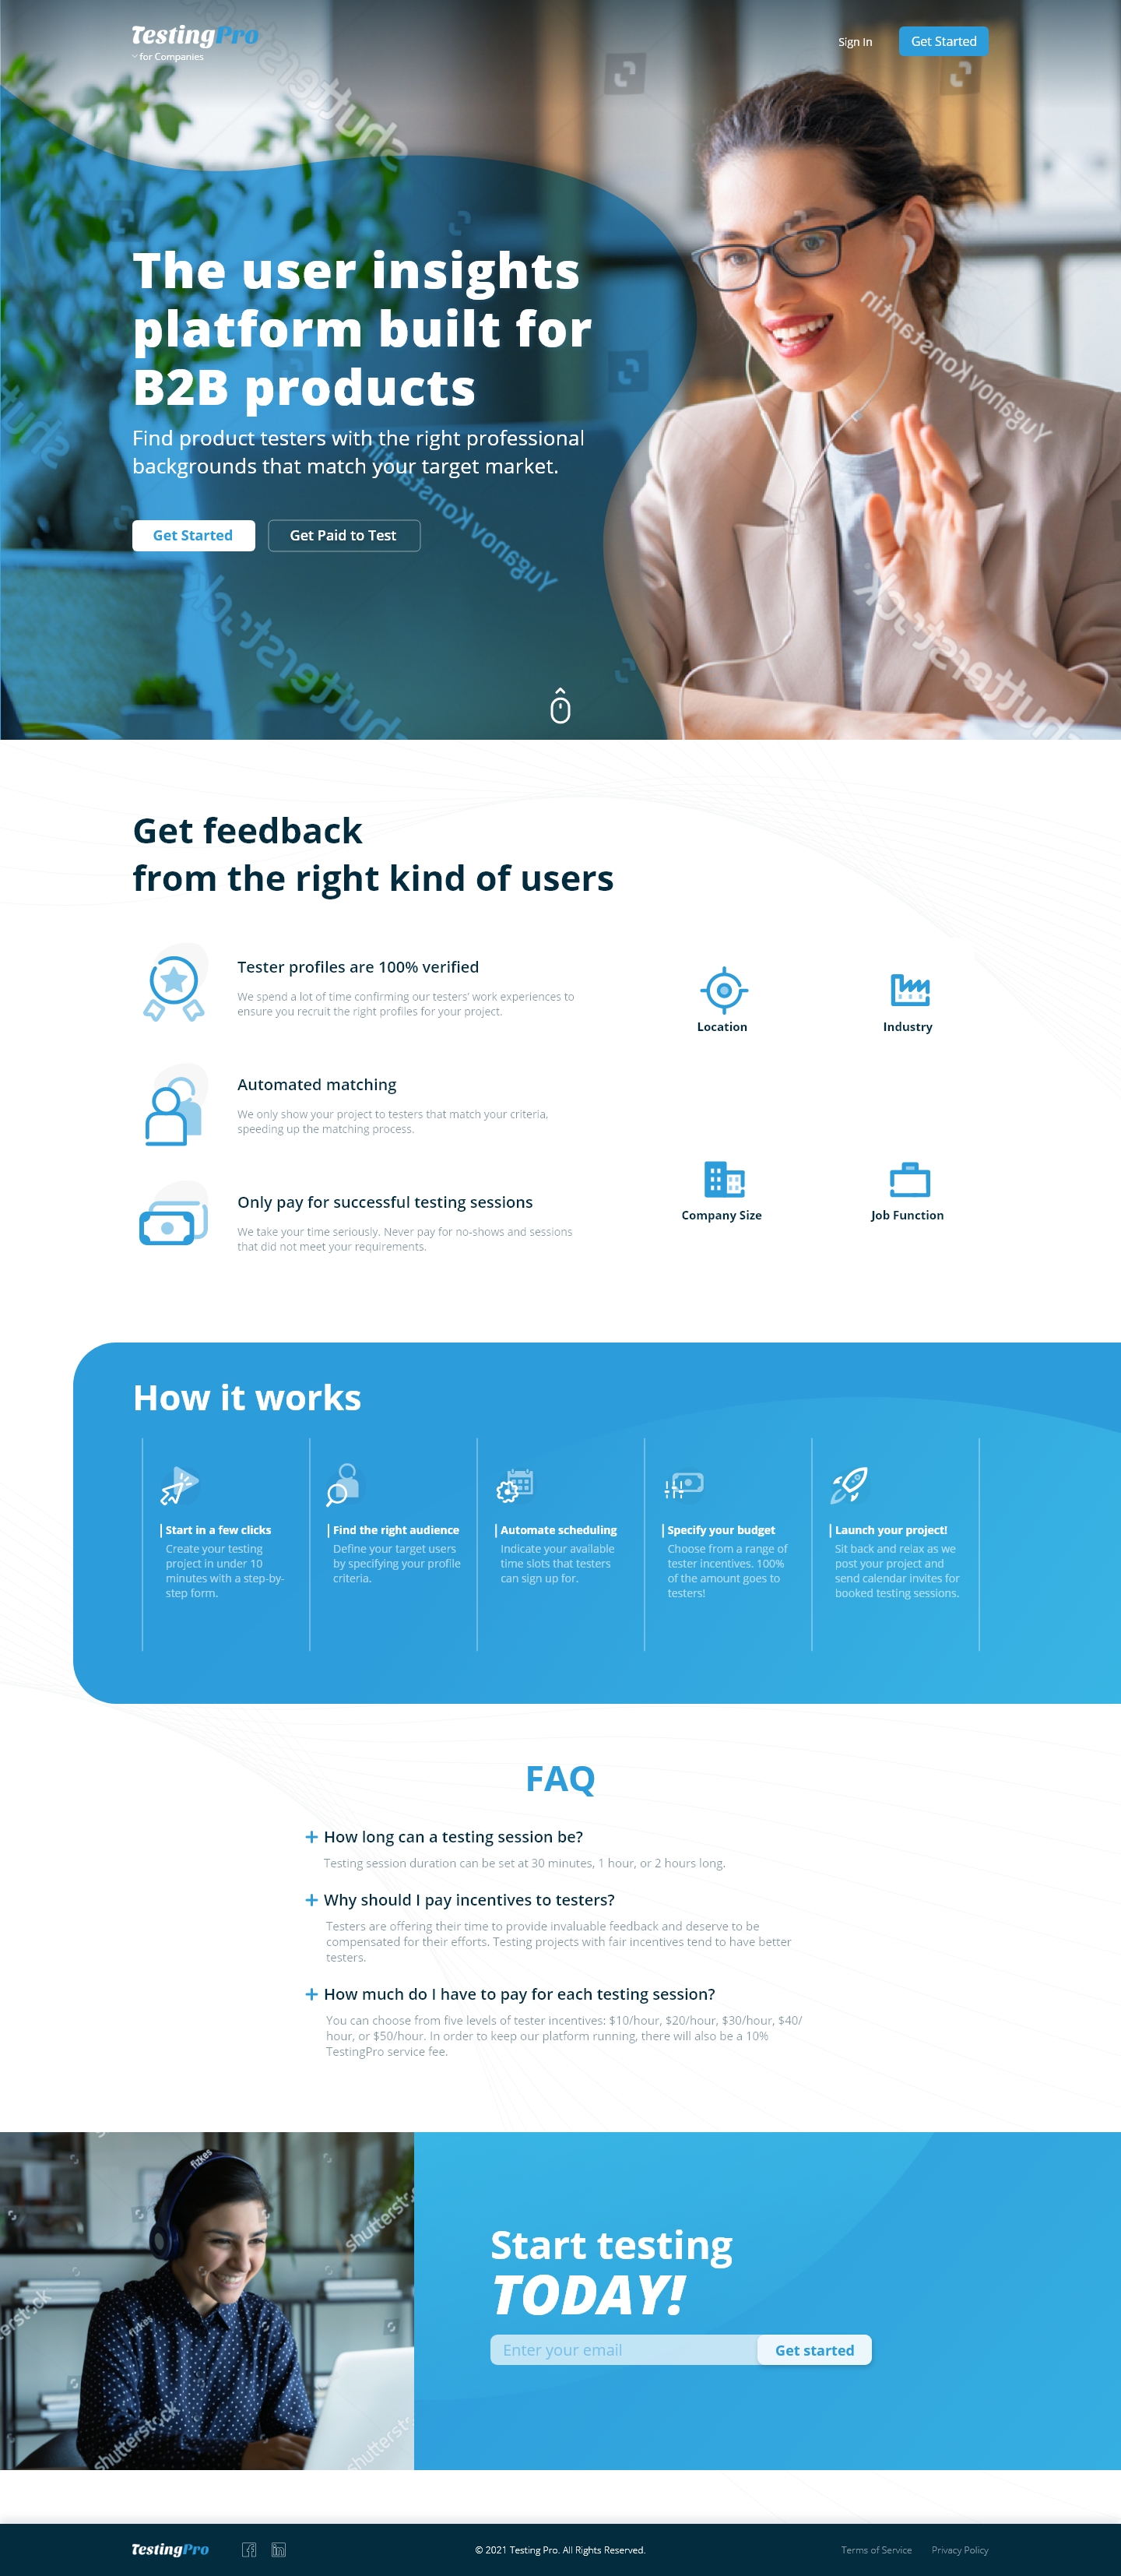 TestingPro
for Companies
Sign In
Get Started
shutterstock
The user insights
platform built for
B2B products
Find product testers with the right professional
backgrounds that match your target market.
YuganovKonstantin
YuganovKonstantin
Get Started
Get Paid to Test
Get feedback
from the right kind of users
Tester profiles are 100% verified
We spend a lot of time confirming our testers' work experiences to
ensure you recruit the right profiles for your project.
Location
Industry
Automated matching
We only show your project to testers that match your criteria,
speeding up the matching process.
Only pay for successful testing sessions
We take your time seriously. Never pay for no-shows and sessions
that did not meet your requirements.
Company Size
Job Function
How it works
Start in a few clicks
Create your testing
project in under 10
minutes with a step-by-
step form.
Find the right audience
Define your target users
by specifying your profile
criteria.
Automate scheduling
Indicate your available
time slots that testers
can sign up for.
Specify your budget
Choose from a range of
tester incentives. 100%
of the amount goes to
testers!
Launch your project!
Sit back and relax as we
post your project and
send calendar invites for
booked testing sessions.
FAQ
How long can a testing session be?
Testing session duration can be set at 30 minutes, 1 hour, or 2 hours long.
Why should I pay incentives to testers?
Testers are offering their time to provide invaluable feedback and deserve to be
compensated for their efforts. Testing projects with fair incentives tend to have better
testers.
How much do I have to pay for each testing session?
You can choose from five levels of tester incentives: $10/hour, $20/hour, $30/hour, $40/
hour, or $50/hour. In order to keep our platform running, there will also be a 10%
TestingPro service fee.
fizkes
shutterstock
fizkes
shutterstock
Start testing
TODAY!
Enter your email
Get started
TestingPro
© 2021 Testing Pro. All Rights Reserved.
Terms of Service
Privacy Policy